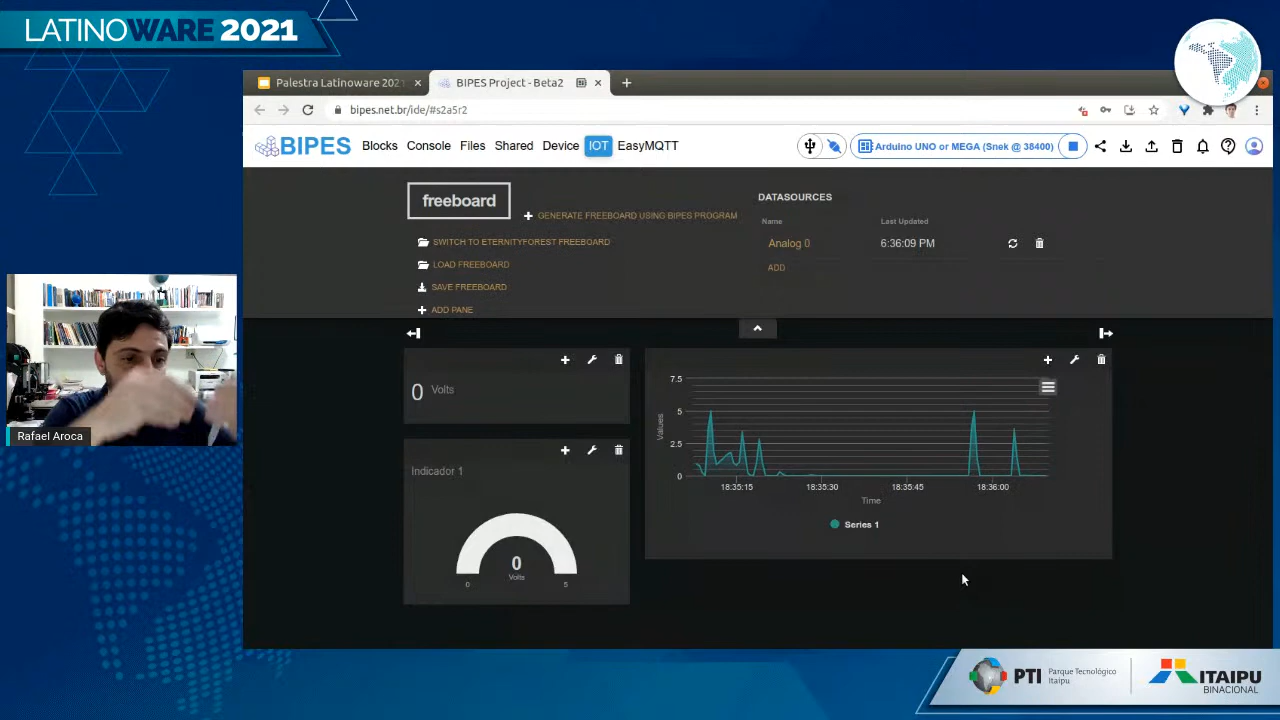 LATINOWARE 2021
Palestra Latinoware 202
BIPES Project - Beta2
bipes.net.br/ide/#s2a5r2
BIPES
Blocks
Console
Files
Shared
Device
IOT
EasyMQTT
Arduino UNO or MEGA (Snek @ 38400)
freeboard
GENERATE FREEBOARD USING BIPES PROGRAM
SWITCH TO ETERNITYFOREST FREEBOARD
LOAD FREEBOARD
SAVE FREEBOARD
ADD PANE
DATASOURCES
Name
Last Updated
Analog 0
6:36:09 PM
ADD
0 Volts
Indicador 1
0
Volts
0
5
7.5
5
2.5
0
Values
18:35:15
18:35:30
18:35:45
18:36:00
Time
Series 1
Rafael Aroca
PTI
Parque Tecnológico
Itaipu
ITAIPU
BINACIONAL